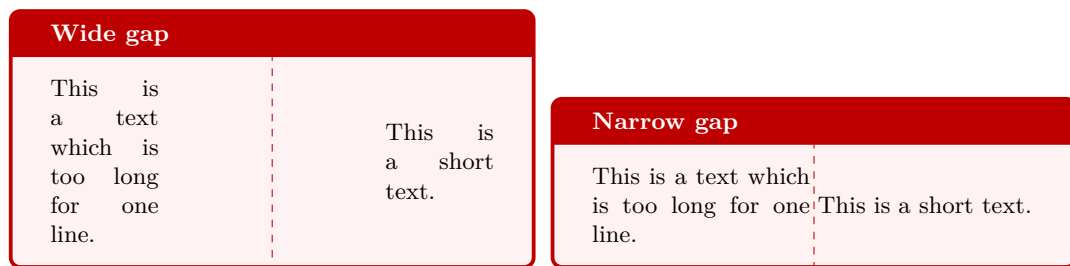 Wide gap
This is
a text
which is
too long
for one
line.
This is
a short
text.
Narrow gap
This is a text which
is too long for one
line.
This is a short text.